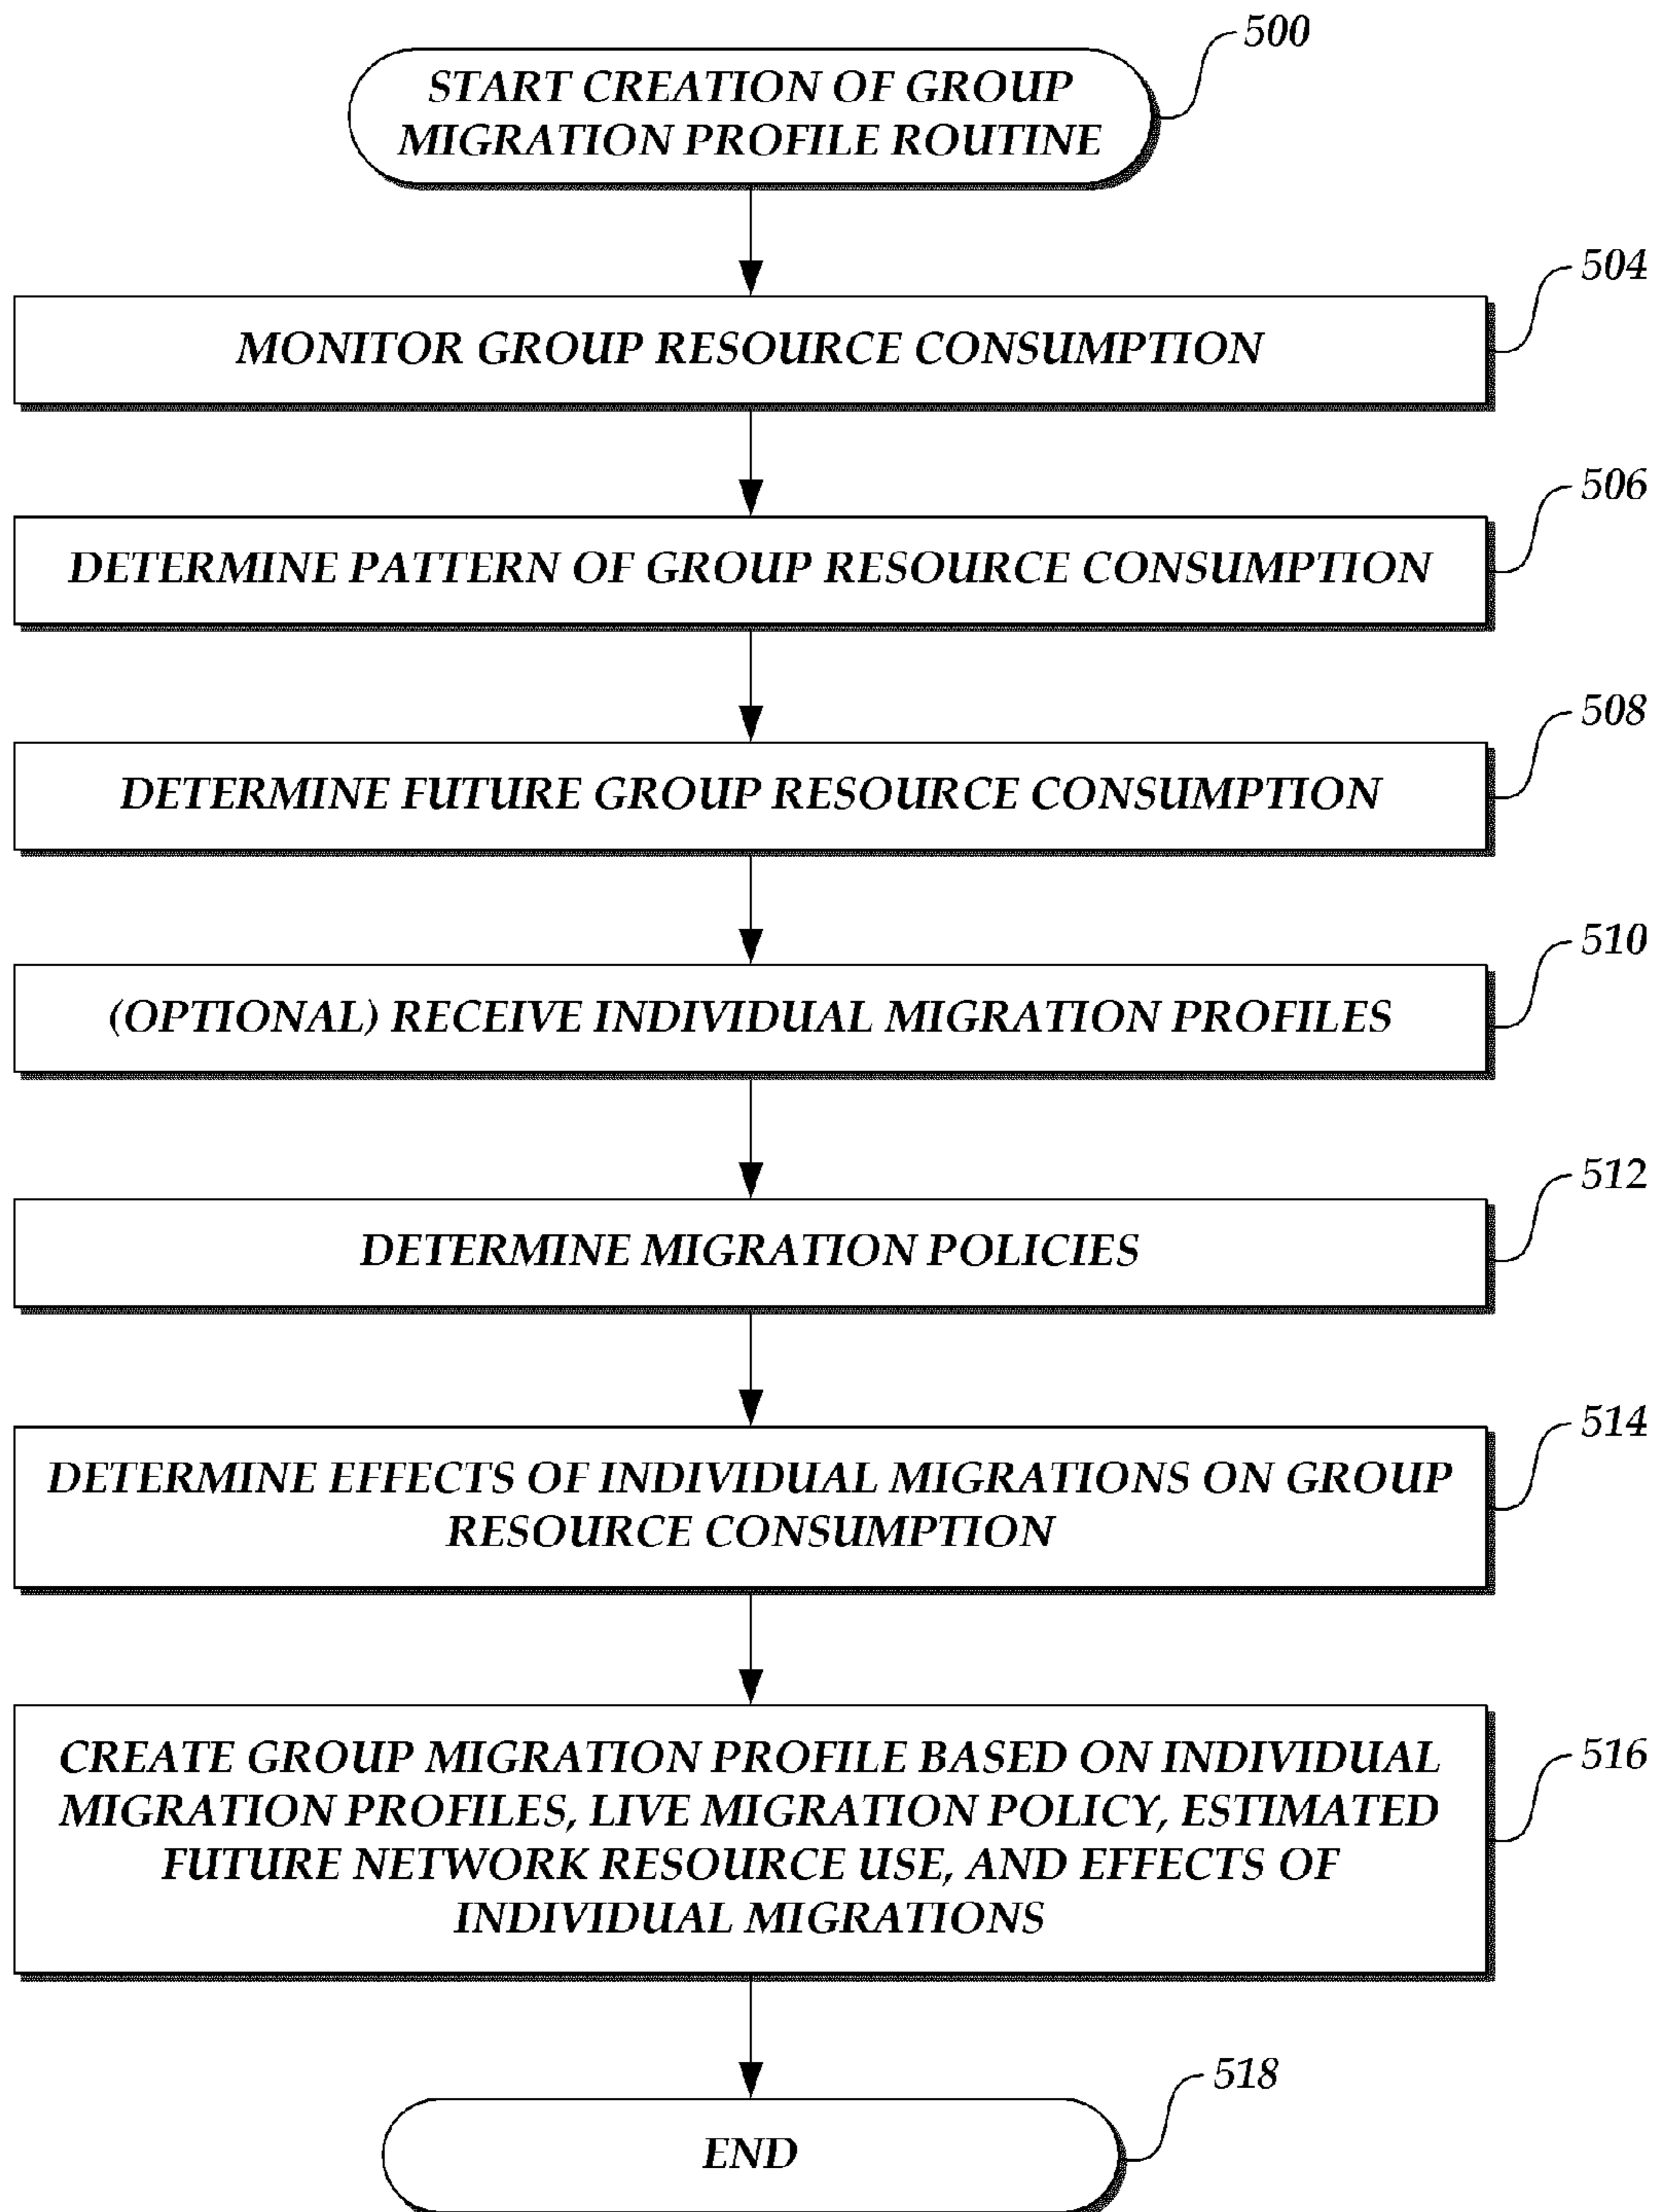 500
START CREATION OF GROUP
MIGRATION PROFILE ROUTINE
504
MONITOR GROUP RESOURCE CONSUMPTION
506
DETERMINE PATTERN OF GROUP RESOURCE CONSUMPTION
508
DETERMINE FUTURE GROUP RESOURCE CONSUMPTION
510
(OPTIONAL) RECEIVE INDIVIDUAL MIGRATION PROFILES
512
DETERMINE MIGRATION POLICIES
514
DETERMINE EFFECTS OF INDIVIDUAL MIGRATIONS ON GROUP
RESOURCE CONSUMPTION
516
CREATE GROUP MIGRATION PROFILE BASED ON INDIVIDUAL
MIGRATION PROFILES, LIVE MIGRATION POLICY, ESTIMATED
FUTURE NETWORK RESOURCE USE, AND EFFECTS OF
INDIVIDUAL MIGRATIONS
518
END